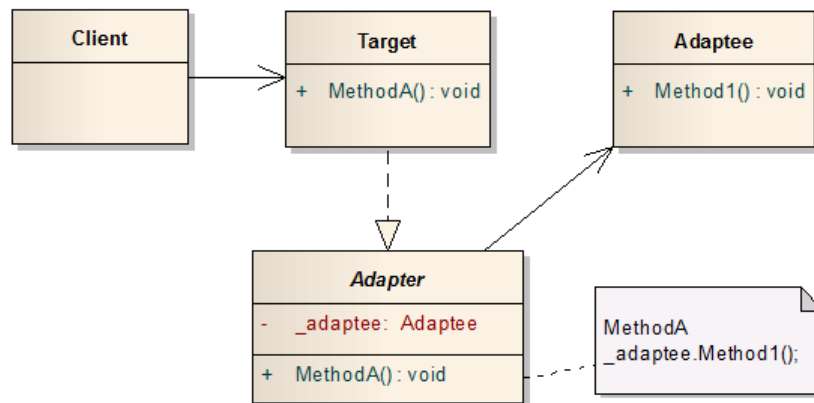 Client
Target
+ MethodA() : void
Adaptee
+ Method1() : void
Adapter
- _adaptee: Adaptee
+ MethodA() : void
MethodA
_adaptee.Method1();